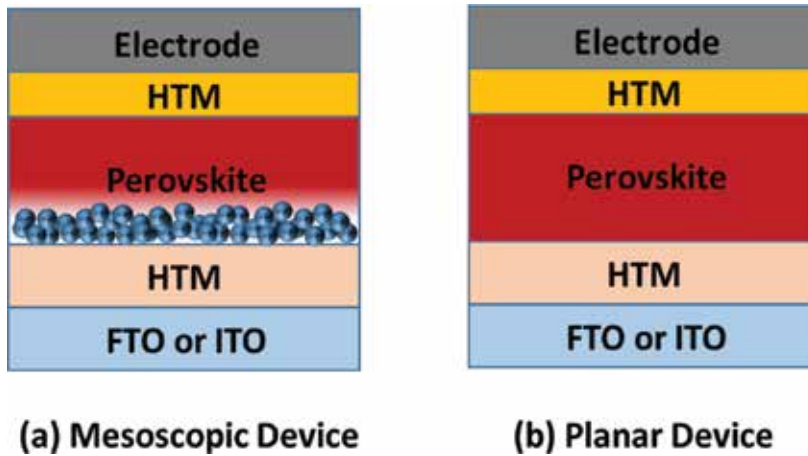 Electrode
HTM
Perovskite
HTM
FTO or ITO
(a) Mesoscopic Device
Electrode
HTM
Perovskite
HTM
FTO or ITO
(b) Planar Device